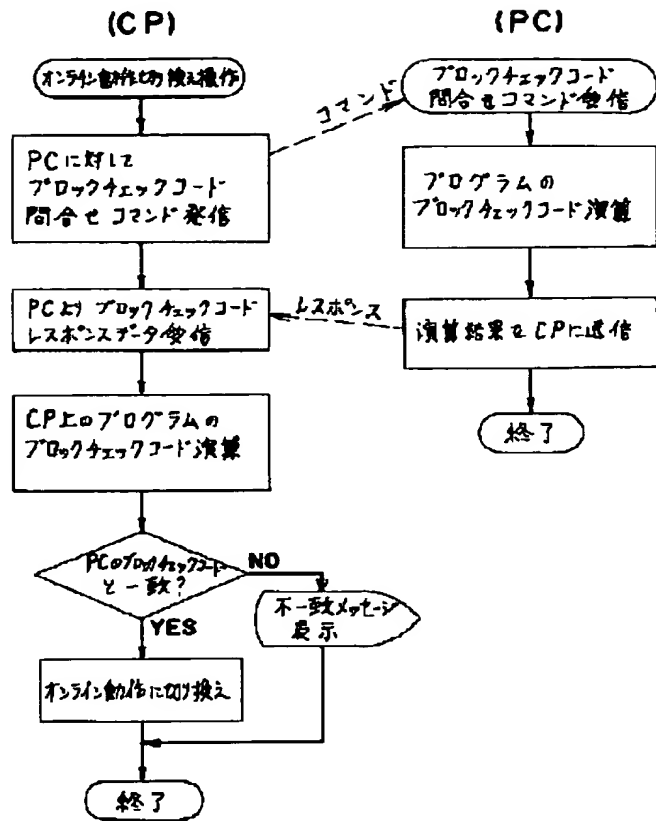 (CP)
オンライン動作切り換え操作
PCに対して
ブロックチェックコード
問合せコマンド発信
PCよりブロックチェックコード
レスポンスデータ受信
CP上のプログラムの
ブロックチェックコード演算
PCのブロックチェックコード
と一致?
NO
YES
不一致メッセージ
表示
オンライン動作に切り換え
終了
コマンド
レスポンス
(PC)
ブロックチェックコード
問合せコマンド受信
プログラムの
ブロックチェックコード演算
演算結果をCPに返信
終了